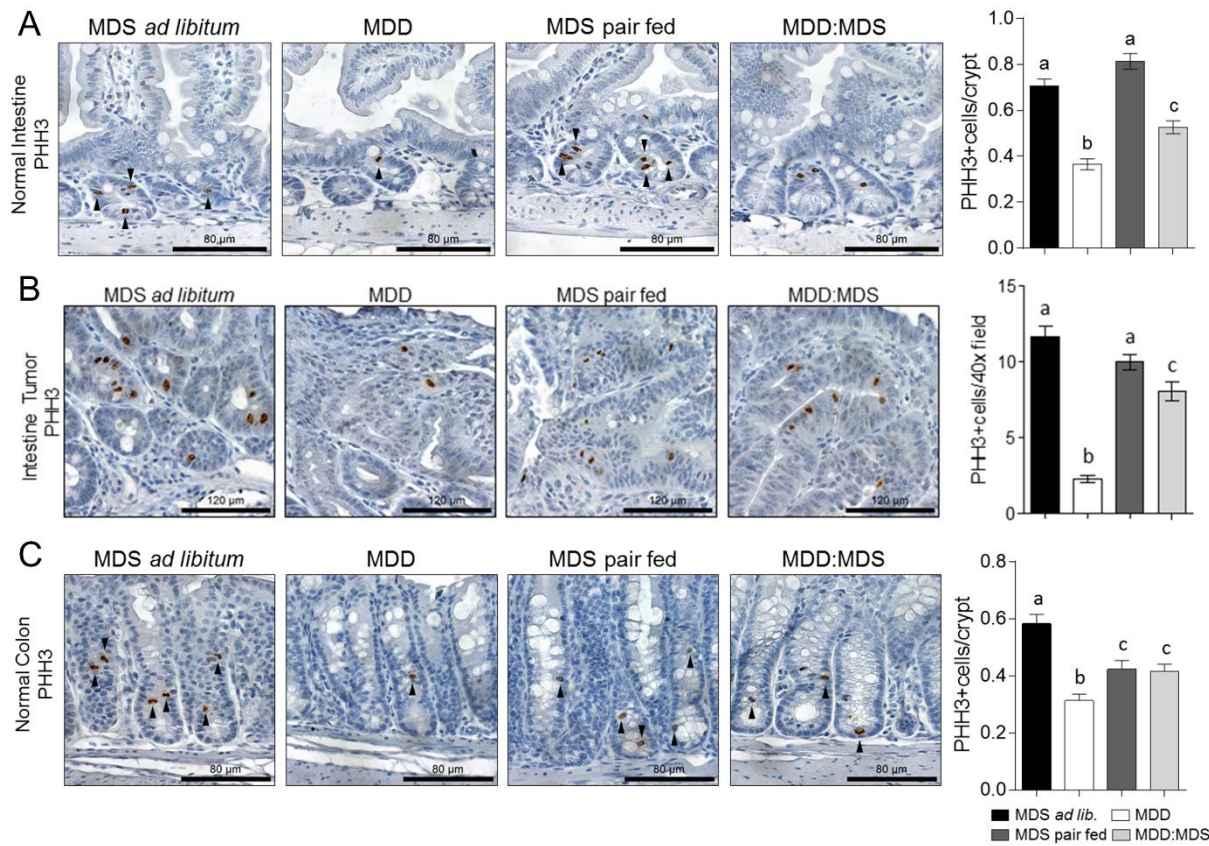 A
MDS ad libitum
MDD
MDS pair fed
MDD:MDS
Normal Intestine
PHH3
80 µm
80 µm
80 µm
80 µm
PHH3+cells/crypt
1.0
0.8
0.6
0.4
0.2
0.0
a
b
a
c
B
MDS ad libitum
MDD
MDS pair fed
MDD:MDS
Intestine Tumor
PHH3
120 µm
120 µm
120 µm
120 µm
PHH3+cells/40x field
15
10
5
0
a
b
a
c
C
MDS ad libitum
MDD
MDS pair fed
MDD:MDS
Normal Colon
PHH3
80 µm
80 µm
80 µm
80 µm
PHH3+cells/crypt
0.8
0.6
0.4
0.2
0.0
a
b
c
c
MDS ad lib.
MDD
MDS pair fed
MDD:MDS